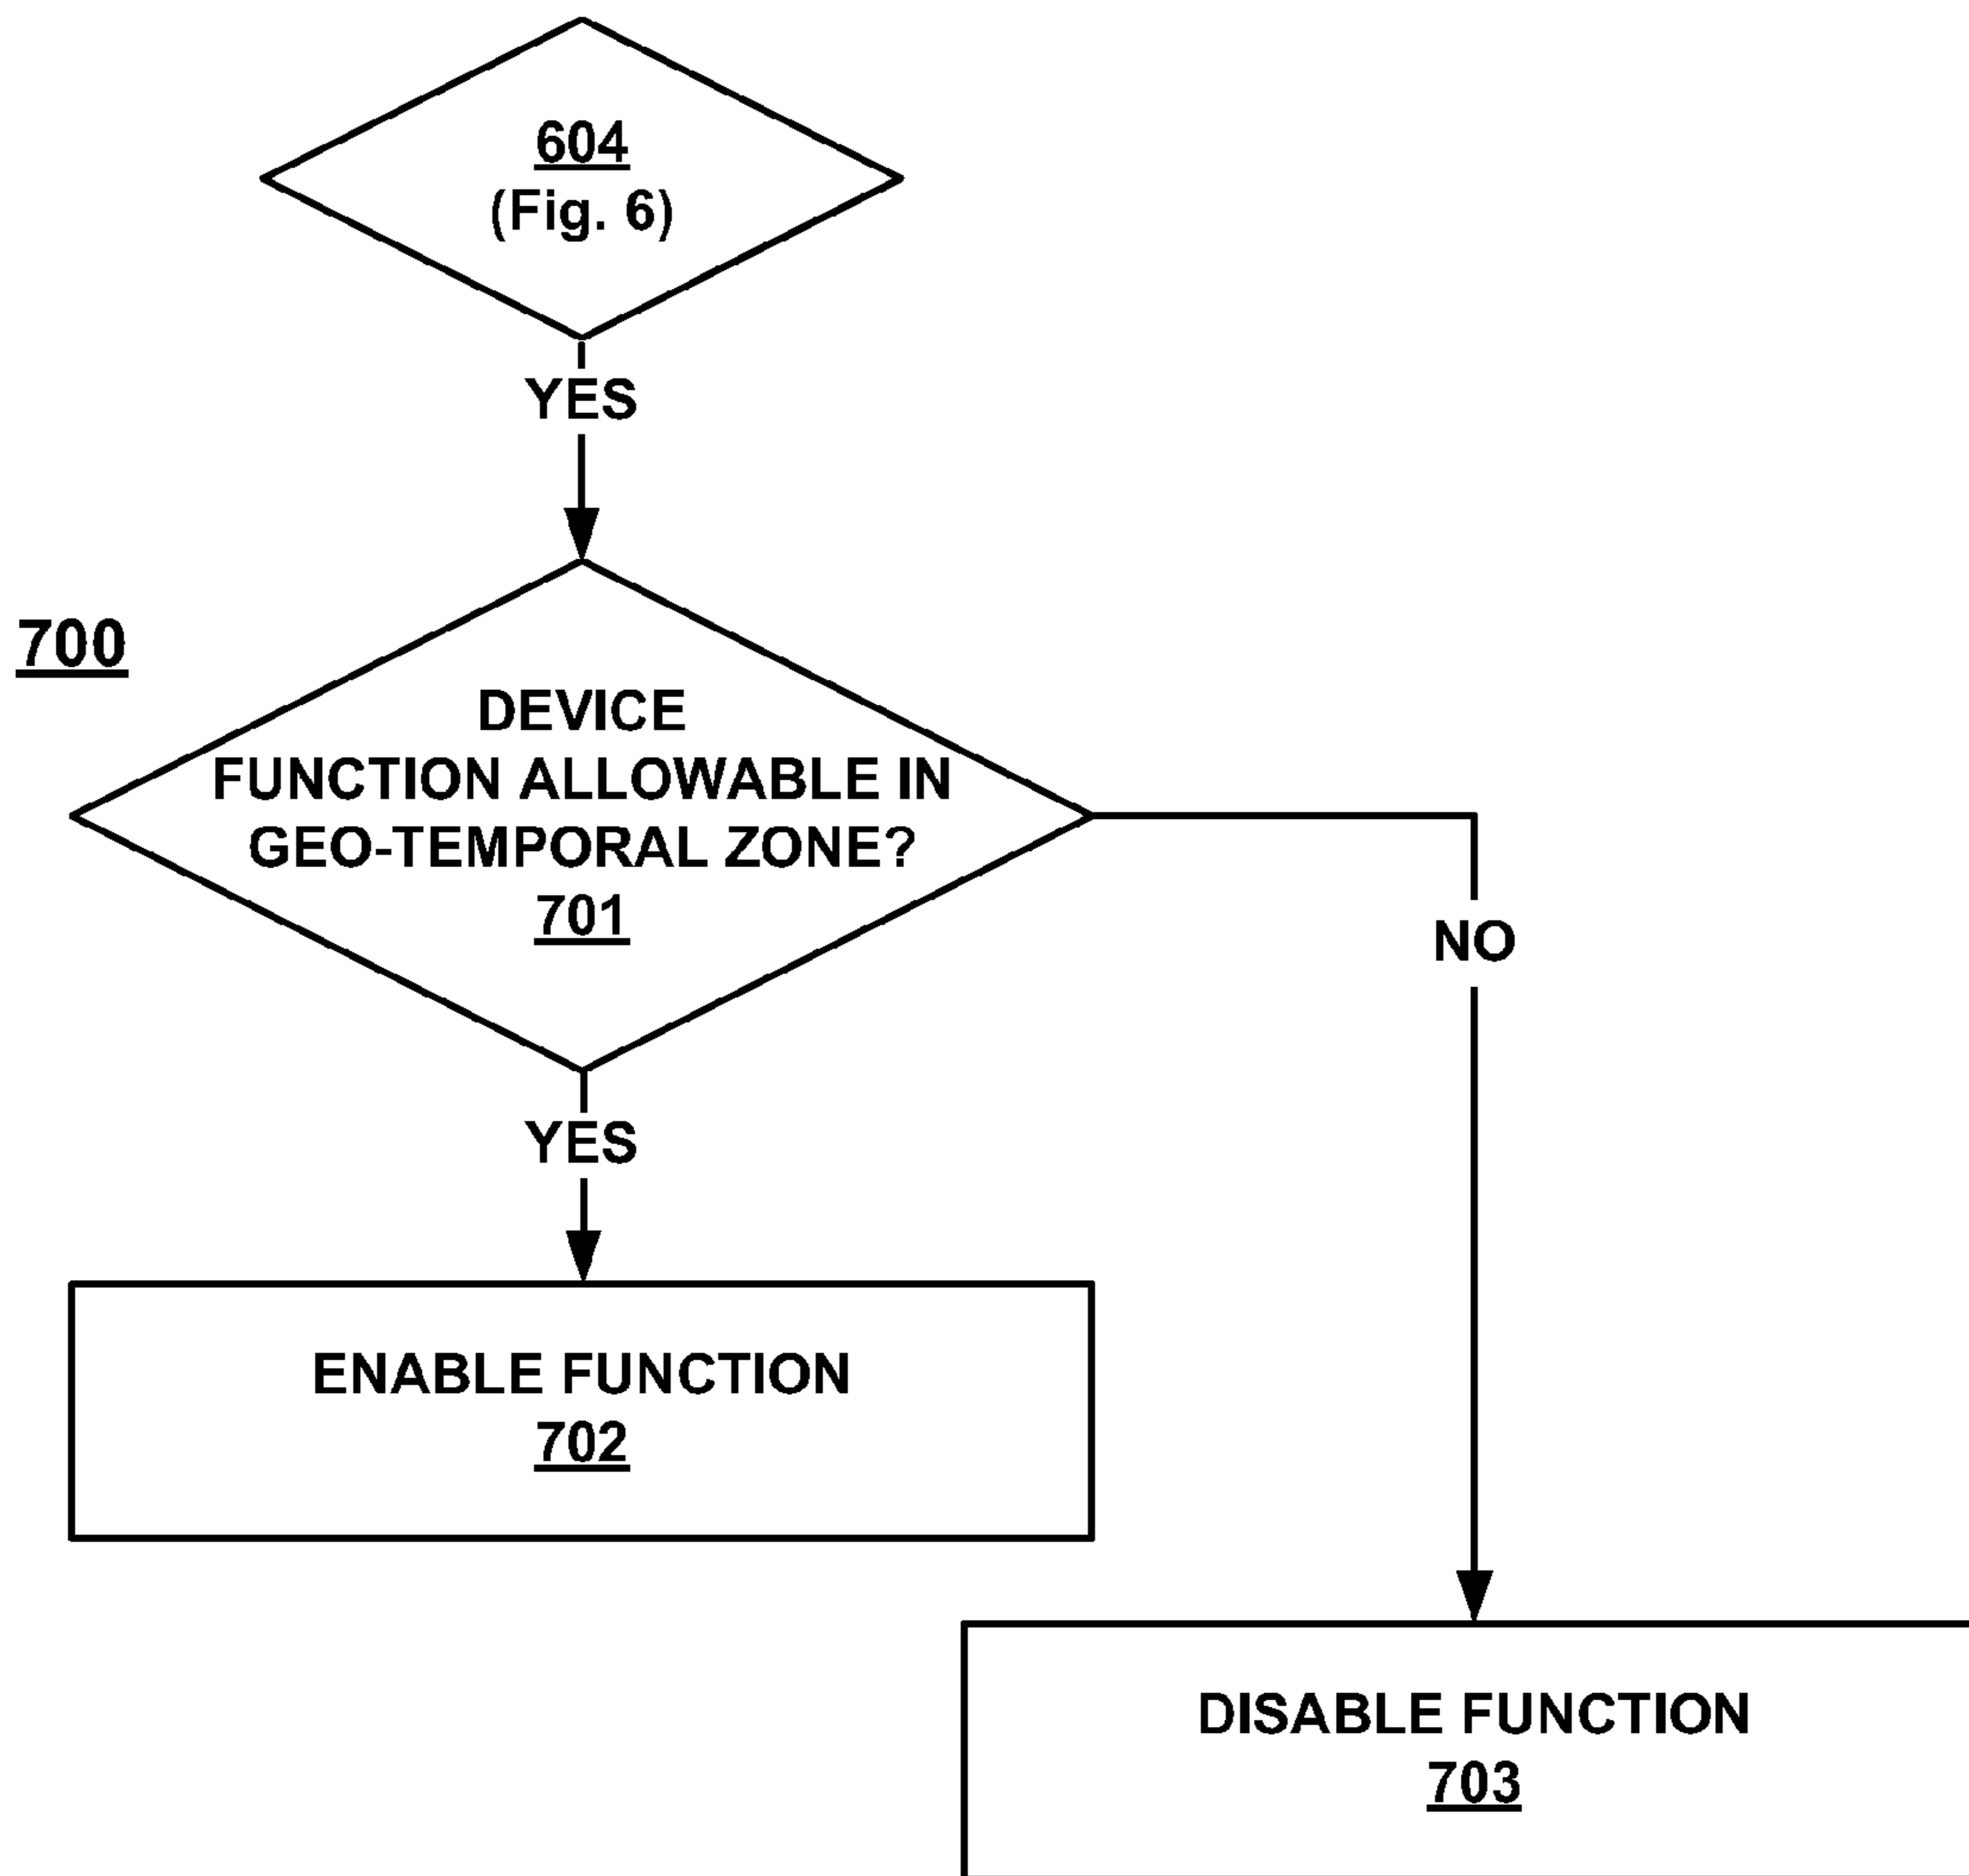 604
(Fig. 6)
YES
700
DEVICE
FUNCTION ALLOWABLE IN
GEO-TEMPORAL ZONE?
701
NO
YES
ENABLE FUNCTION
702
DISABLE FUNCTION
703